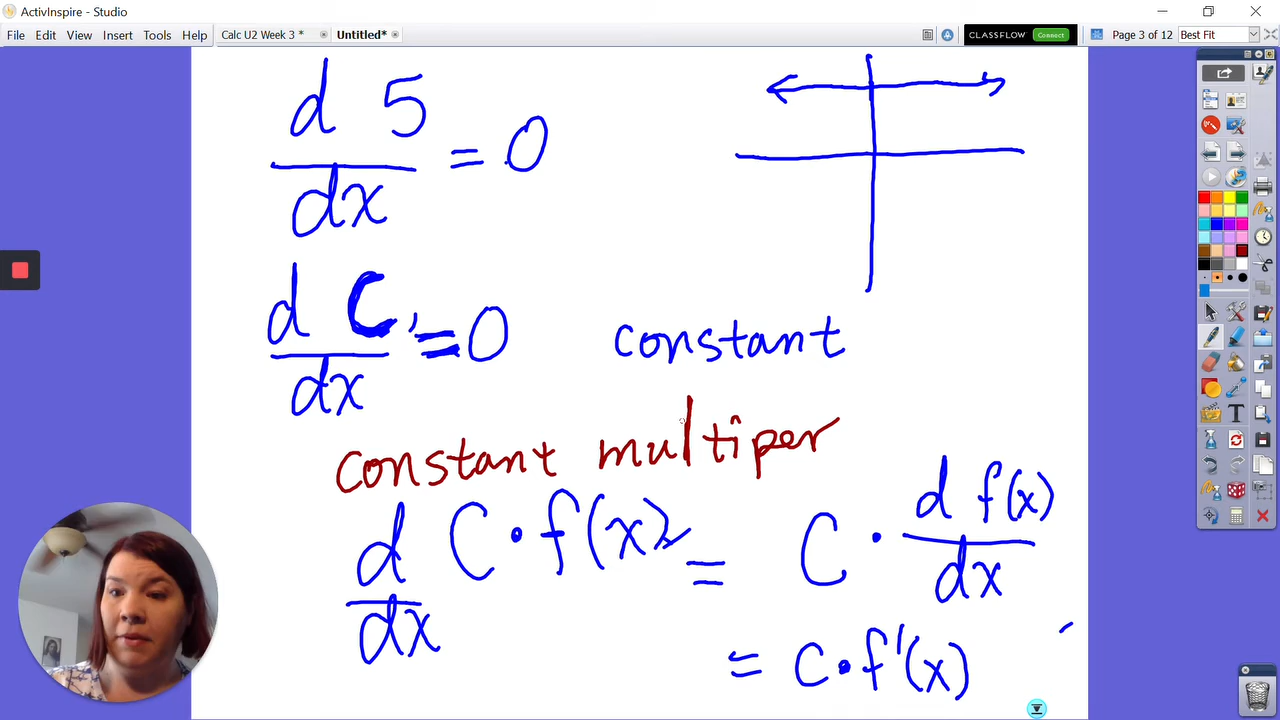 ActivInspire - Studio
File Edit View Insert Tools Help Calc U2 Week 3 * Untitled* CLASSFLOW Connect Page 3 of 12 Best Fit
d 5
= 0
dx
d C
= 0
dx
constant
constant multiper
d
dx
C • f(x)
=
C • d f(x)
dx
= C • f'(x)